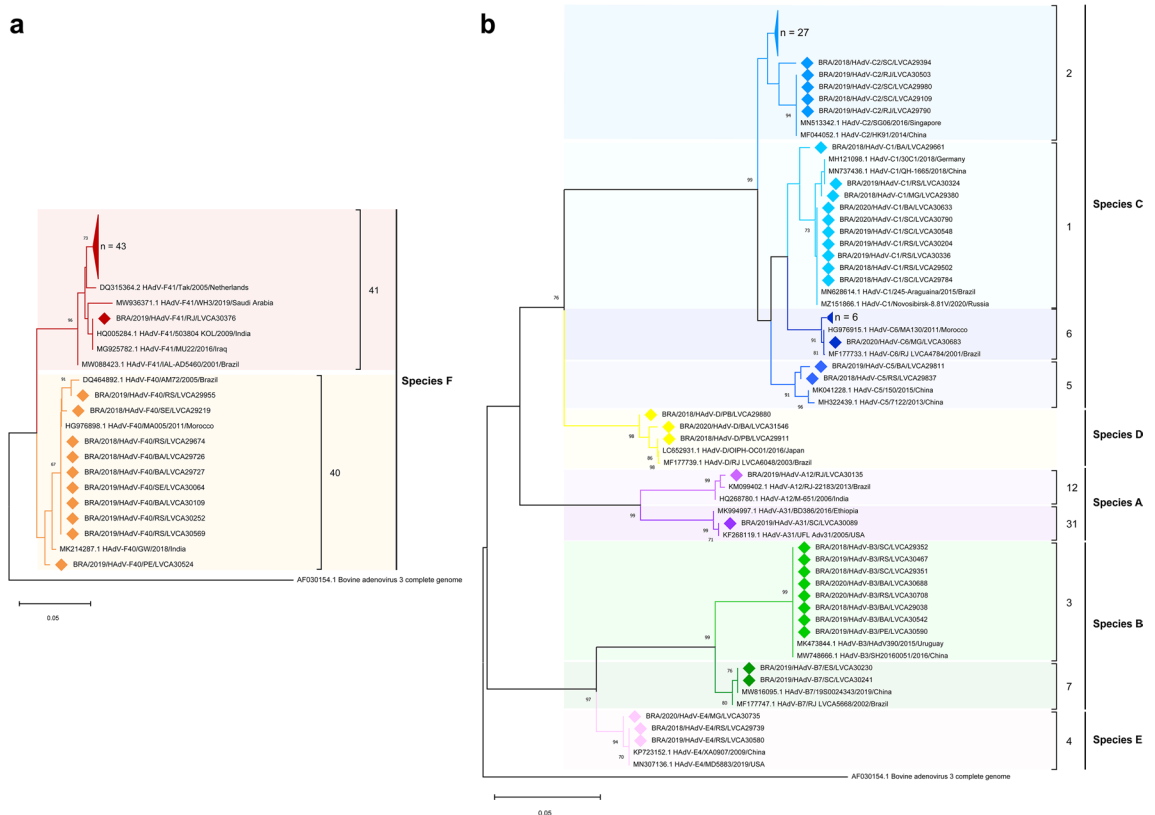 a
73
n = 43
DQ315364.2 HAdV-F41/Tak/2005/Netherlands
MW936371.1 HAdV-F41/WH3/2019/Saudi Arabia
96
BRA/2019/HAdV-F41/RJ/LVCA30376
HQ005284.1 HAdV-F41/503804 KOL/2009/India
MG925782.1 HAdV-F41/MU22/2016/Iraq
MW088423.1 HAdV-F41/IAL-AD5460/2001/Brazil
41
91
DQ464892.1 HAdV-F40/AM72/2005/Brazil
BRA/2019/HAdV-F40/RS/LVCA29955
BRA/2018/HAdV-F40/SE/LVCA29219
HG976898.1 HAdV-F40/MA005/2011/Morocco
BRA/2018/HAdV-F40/RS/LVCA29674
BRA/2018/HAdV-F40/BA/LVCA29726
87
BRA/2018/HAdV-F40/BA/LVCA29727
BRA/2019/HAdV-F40/SE/LVCA30064
BRA/2019/HAdV-F40/BA/LVCA30109
BRA/2019/HAdV-F40/RS/LVCA30252
BRA/2019/HAdV-F40/RS/LVCA30569
MK214287.1 HAdV-F40/GW/2018/India
BRA/2019/HAdV-F40/PE/LVCA30524
40
Species F
AF030154.1 Bovine adenovirus 3 complete genome
0.05
b
n = 27
BRA/2018/HAdV-C2/SC/LVCA29394
BRA/2019/HAdV-C2/RJ/LVCA30503
BRA/2018/HAdV-C2/SC/LVCA29980
BRA/2018/HAdV-C2/SC/LVCA29109
BRA/2018/HAdV-C2/RJ/LVCA29790
94
MN513342.1 HAdV-C2/SG06/2016/Singapore
MF044052.1 HAdV-C2/HK91/2014/China
2
99
BRA/2018/HAdV-C1/BA/LVCA29661
MH121098.1 HAdV-C1/30C1/2018/Germany
MN737436.1 HAdV-C1/QH-1665/2018/China
BRA/2019/HAdV-C1/RS/LVCA30324
BRA/2018/HAdV-C1/MG/LVCA29380
BRA/2020/HAdV-C1/BA/LVCA30633
BRA/2020/HAdV-C1/SC/LVCA30790
73
BRA/2019/HAdV-C1/SC/LVCA30548
BRA/2019/HAdV-C1/RS/LVCA30204
BRA/2019/HAdV-C1/RS/LVCA30336
BRA/2018/HAdV-C1/RS/LVCA29502
BRA/2018/HAdV-C1/SC/LVCA29784
MN628614.1 HAdV-C1/245-Araguaina/2015/Brazil
MZ151866.1 HAdV-C1/Novosibirsk-8.81V/2020/Russia
1
Species C
76
n = 6
HG976915.1 HAdV-C6/MA130/2011/Morocco
91
BRA/2020/HAdV-C6/MG/LVCA30683
81
MF177733.1 HAdV-C6/RJ LVCA4784/2001/Brazil
6
BRA/2019/HAdV-C5/BA/LVCA29811
BRA/2018/HAdV-C5/RS/LVCA29837
MK041228.1 HAdV-C5/150/2015/China
MH322439.1 HAdV-C5/7122/2013/China
96
5
BRA/2018/HAdV-D/PB/LVCA29880
BRA/2020/HAdV-D/BA/LVCA31546
98
BRA/2018/HAdV-D/PB/LVCA29911
LC652931.1 HAdV-D/OIPH-OC01/2016/Japan
86
MF177739.1 HAdV-D/RJ LVCA6048/2003/Brazil
98
Species D
BRA/2019/HAdV-A12/RJ/LVCA30135
99
KM099402.1 HAdV-A12/RJ-22183/2013/Brazil
HQ268780.1 HAdV-A12/M-651/2006/India
12
99
MK994997.1 HAdV-A31/BD386/2016/Ethiopia
BRA/2019/HAdV-A31/SC/LVCA30089
99
KF268119.1 HAdV-A31/UFL Adv31/2005/USA
71
31
Species A
BRA/2018/HAdV-B3/SC/LVCA29352
BRA/2019/HAdV-B3/RS/LVCA30467
BRA/2018/HAdV-B3/SC/LVCA29351
BRA/2020/HAdV-B3/BA/LVCA30688
99
BRA/2020/HAdV-B3/RS/LVCA30708
BRA/2018/HAdV-B3/BA/LVCA29038
BRA/2019/HAdV-B3/BA/LVCA30542
BRA/2019/HAdV-B3/PE/LVCA30590
MK473844.1 HAdV-B3/HAdV390/2015/Uruguay
MW748666.1 HAdV-B3/SH20160051/2016/China
3
99
Species B
76
BRA/2019/HAdV-B7/ES/LVCA30230
BRA/2019/HAdV-B7/SC/LVCA30241
MW816095.1 HAdV-B7/19S0024343/2019/China
83
MF177747.1 HAdV-B7/RJ LVCA5668/2002/Brazil
7
97
BRA/2020/HAdV-E4/MG/LVCA30735
BRA/2018/HAdV-E4/RS/LVCA29739
94
BRA/2019/HAdV-E4/RS/LVCA30580
KP723152.1 HAdV-E4/XA0907/2009/China
70
MN307136.1 HAdV-E4/MD5883/2019/USA
4
Species E
AF030154.1 Bovine adenovirus 3 complete genome
0.05